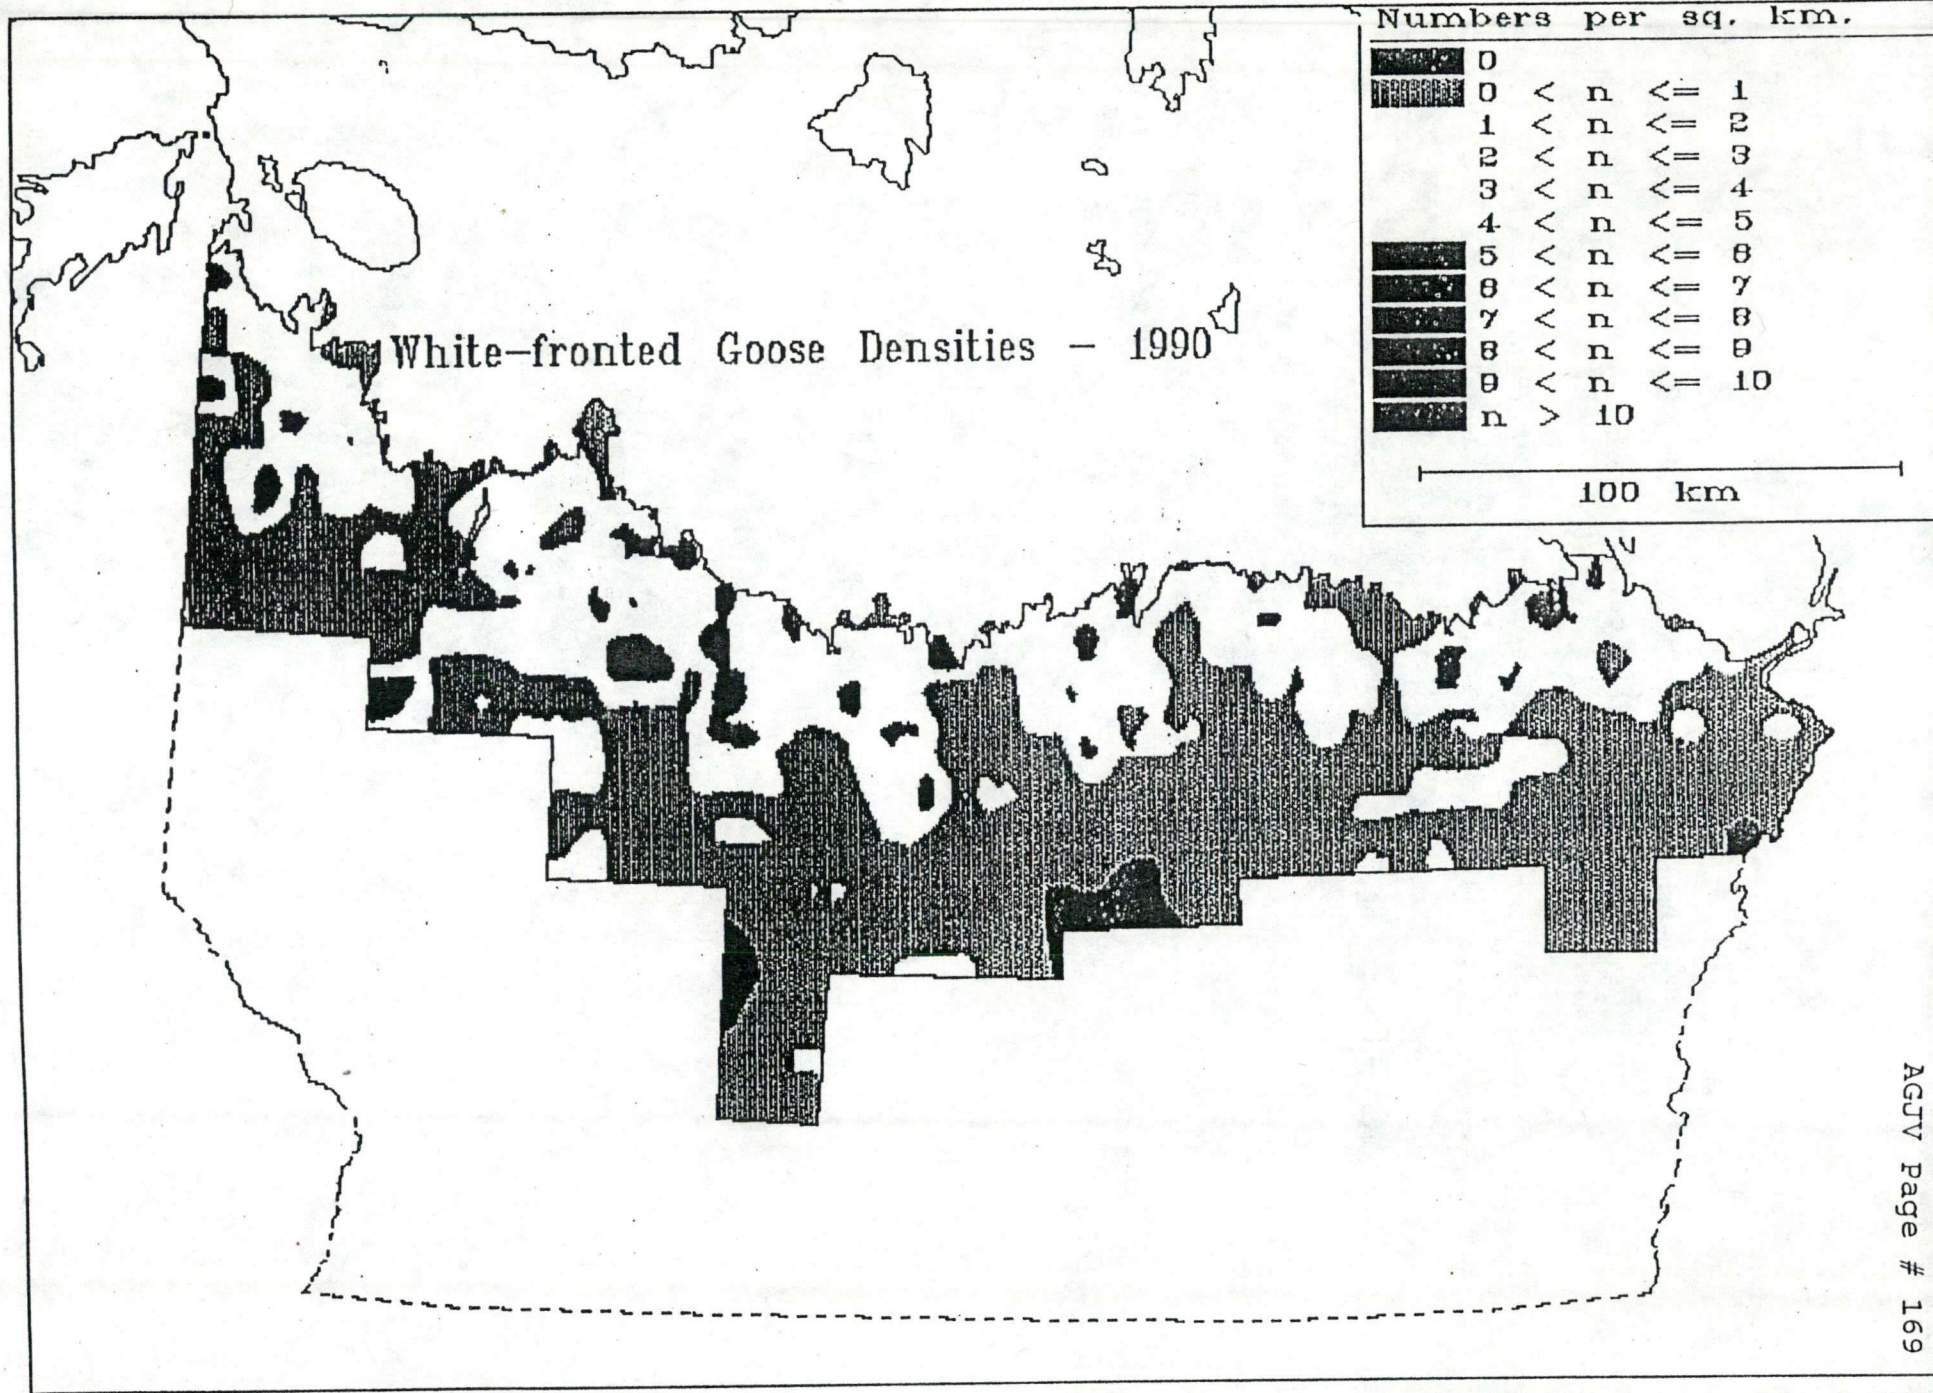 Numbers per sq. km.
0
0 < n <= 1
1 < n <= 2
2 < n <= 3
3 < n <= 4
4 < n <= 5
5 < n <= 6
6 < n <= 7
7 < n <= 8
8 < n <= 9
9 < n <= 10
n > 10
100 km
White-fronted Goose Densities - 1990
AGJV Page # 169